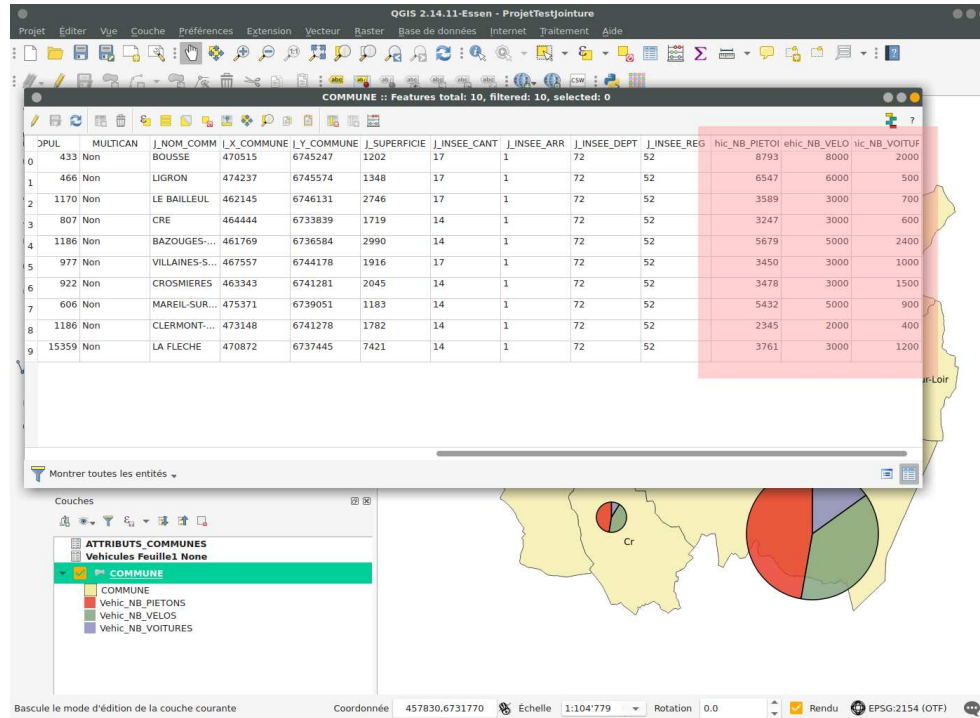 QGIS 2.14.11-Essen - ProjetTestJointure
Projet Éditer Vue Couche Préférences Extension Vecteur Raster Base de données Internet Traitement Aide
COMMUNE :: Features total: 10, filtered: 10, selected: 0
OPUL MULTICAN J_NOM_COMM J_X_COMMUNE J_Y_COMMUNE J_SUPERFICIE J_INSEE_CANT J_INSEE_ARR J_INSEE_DEPT J_INSEE_REG hic_NB_PIETOI ehic_NB_VELO hic_NB_VOITUF
0 433 Non BOUSSE 470515 6745247 1202 17 1 72 52 8793 8000 2000
1 466 Non LIGRON 474237 6745574 1348 17 1 72 52 6547 6000 500
2 1170 Non LE BAILLEUL 462145 6746131 2746 17 1 72 52 3589 3000 700
3 807 Non CRE 464444 6733839 1719 14 1 72 52 3247 3000 600
4 1186 Non BAZOUGES-... 461769 6736584 2990 14 1 72 52 5679 5000 2400
5 977 Non VILLAINES-S... 467557 6744178 1916 17 1 72 52 3450 3000 1000
6 922 Non CROSMIERES 463343 6741281 2045 14 1 72 52 3478 3000 1500
7 606 Non MAREIL-SUR... 475371 6739051 1183 14 1 72 52 5432 5000 900
8 1186 Non CLERMONT-... 473148 6741278 1782 14 1 72 52 2345 2000 400
9 15359 Non LA FLECHE 470872 6737445 7421 14 1 72 52 3761 3000 1200
ur-Loir
Montrer toutes les entités
Couches
ATTRIBUTS_COMMUNES
Vehicules Feuille1 None
COMMUNE
COMMUNE
Vehic_NB_PIETONS
Vehic_NB_VELOS
Vehic_NB_VOITURES
Cr
Bascule le mode d'édition de la couche courante Coordonnée 457830,6731770 Échelle 1:104'779 Rotation 0.0 Rendu EPSG:2154 (OTF)